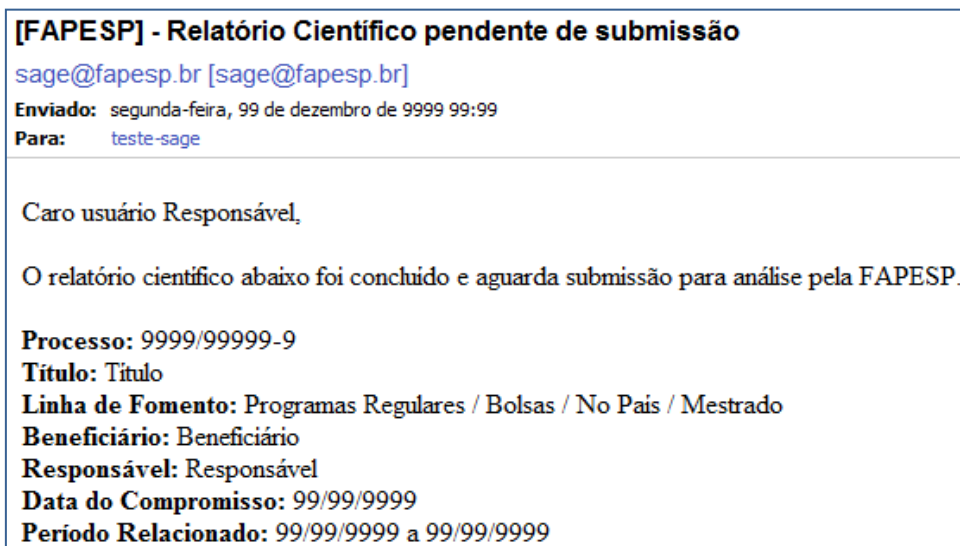 [FAPESP] - Relatório Científico pendente de submissão
sage@fapesp.br [sage@fapesp.br]
Enviado: segunda-feira, 99 de dezembro de 9999 99:99
Para: teste-sage
Caro usuário Responsável,
O relatório científico abaixo foi concluído e aguarda submissão para análise pela FAPESP.
Processo: 9999/99999-9
Título: Título
Linha de Fomento: Programas Regulares / Bolsas / No País / Mestrado
Beneficiário: Beneficiário
Responsável: Responsável
Data do Compromisso: 99/99/9999
Período Relacionado: 99/99/9999 a 99/99/9999